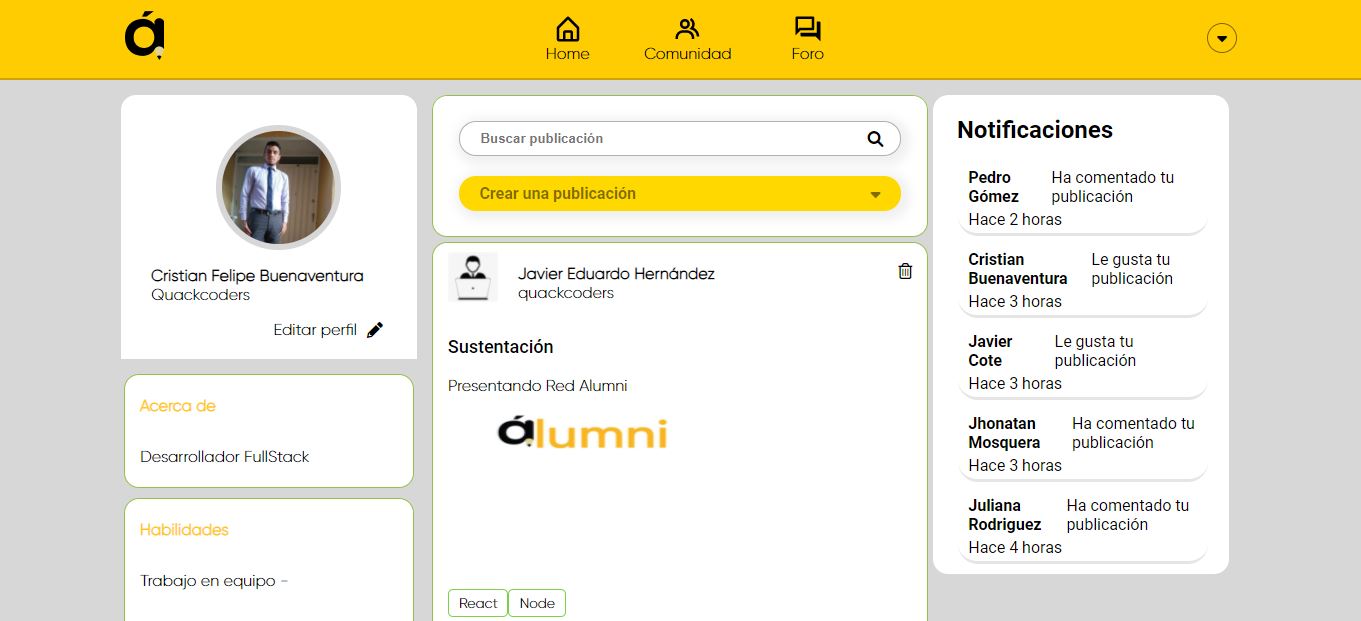 á
Home
Comunidad
Foro
Cristian Felipe Buenaventura
Quackcoders
Editar perfil
Acerca de
Desarrollador FullStack
Habilidades
Trabajo en equipo -
Buscar publicación
Crear una publicación
Javier Eduardo Hernández
quackcoders
Sustentación
Presentando Red Alumni
álumni
React
Node
Notificaciones
Pedro Gómez
Ha comentado tu publicación
Hace 2 horas
Cristian Buenaventura
Le gusta tu publicación
Hace 3 horas
Javier Cote
Le gusta tu publicación
Hace 3 horas
Jhonatan Mosquera
Ha comentado tu publicación
Hace 3 horas
Juliana Rodriguez
Ha comentado tu publicación
Hace 4 horas